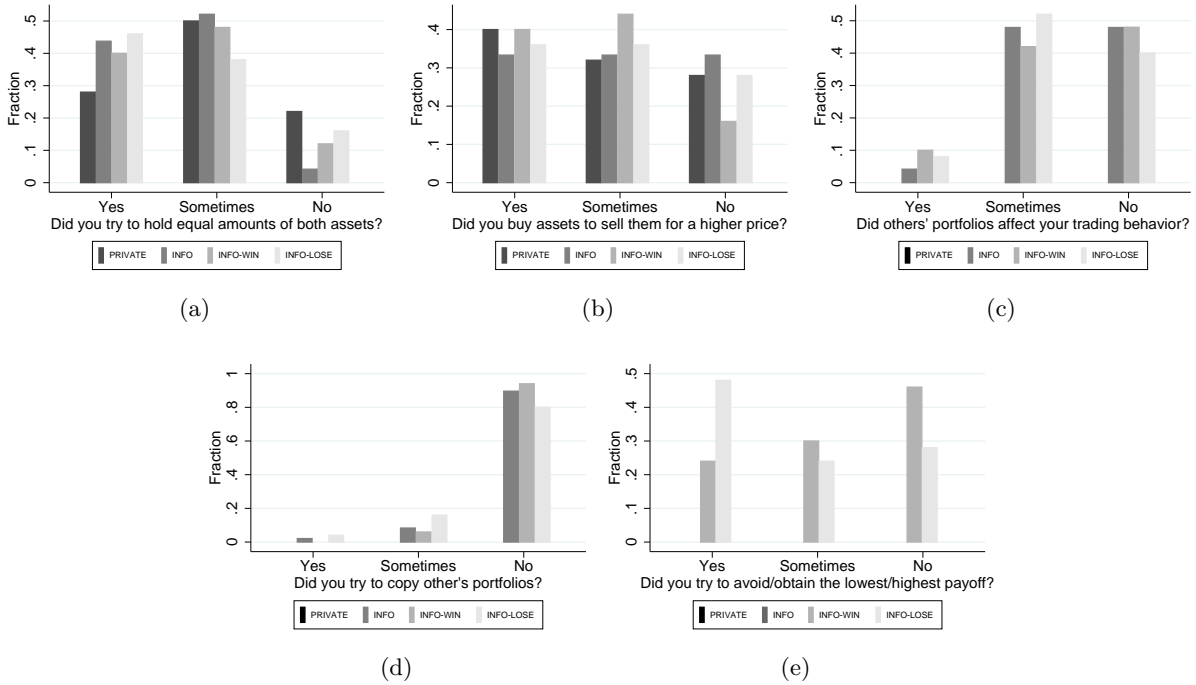 Fraction
0 .1 .2 .3 .4 .5
Yes Sometimes No
Did you try to hold equal amounts of both assets?
PRIVATE INFO INFO-WIN INFO-LOSE
(a)
Fraction
0 .1 .2 .3 .4
Yes Sometimes No
Did you buy assets to sell them for a higher price?
PRIVATE INFO INFO-WIN INFO-LOSE
(b)
Fraction
0 .1 .2 .3 .4 .5
Yes Sometimes No
Did others' portfolios affect your trading behavior?
PRIVATE INFO INFO-WIN INFO-LOSE
(c)
Fraction
0 .2 .4 .6 .8 1
Yes Sometimes No
Did you try to copy other's portfolios?
PRIVATE INFO INFO-WIN INFO-LOSE
(d)
Fraction
0 .1 .2 .3 .4 .5
Yes Sometimes No
Did you try to avoid/obtain the lowest/highest payoff?
PRIVATE INFO INFO-WIN INFO-LOSE
(e)